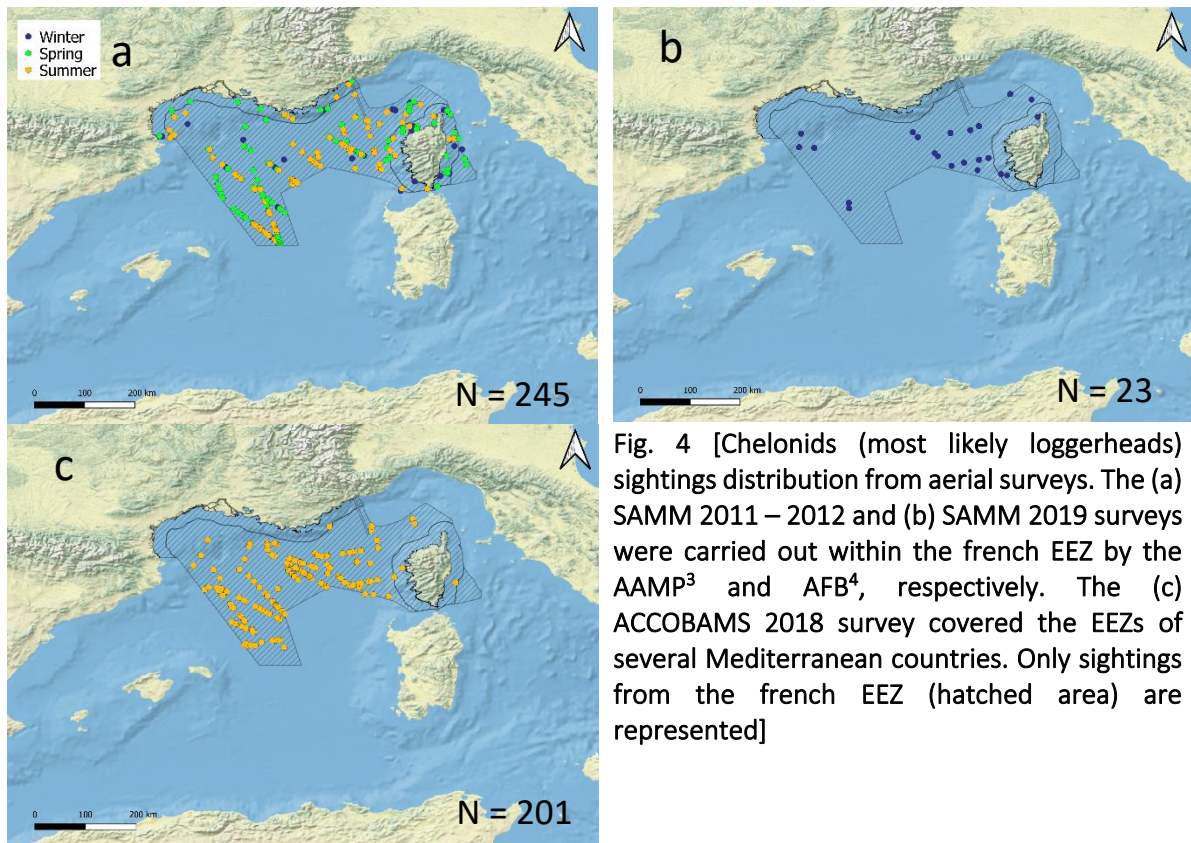 Winter
Spring
Summer
a
0 100 200 km
N = 245
b
0 100 200 km
N = 23
c
0 100 200 km
N = 201
Fig. 4 [Chelonids (most likely loggerheads)
sightings distribution from aerial surveys. The (a)
SAMM 2011 – 2012 and (b) SAMM 2019 surveys
were carried out within the french EEZ by the
AAMP³ and AFB⁴, respectively. The (c)
ACCOBAMS 2018 survey covered the EEZs of
several Mediterranean countries. Only sightings
from the french EEZ (hatched area) are
represented]